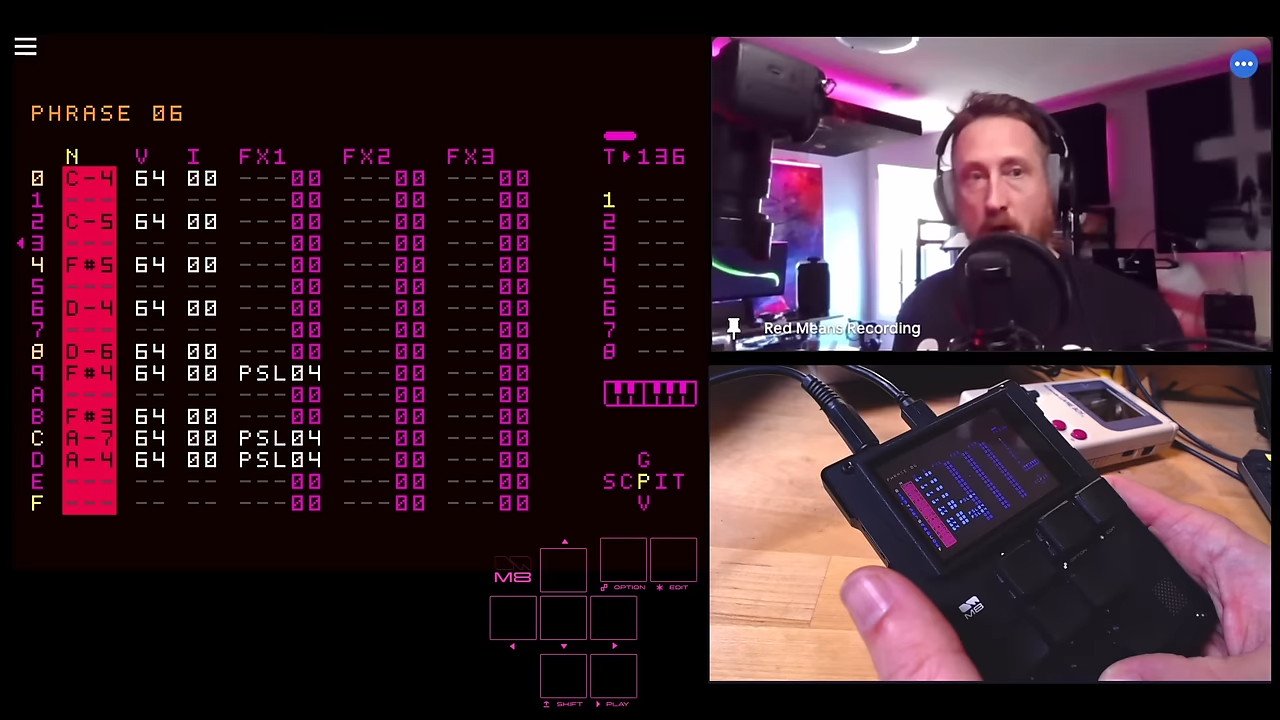 PHRASE 06
N V I FX1 FX2 FX3 T▸136
0 C-4 64 00 ---00 ---00 ---00
1 --- -- -- ---00 ---00 ---00 1 ---
2 C-5 64 00 ---00 ---00 ---00 2 ---
3 --- -- -- ---00 ---00 ---00 3 ---
4 F#5 64 00 ---00 ---00 ---00 4 ---
5 --- -- -- ---00 ---00 ---00 5 ---
6 D-4 64 00 ---00 ---00 ---00 6 ---
7 --- -- -- ---00 ---00 ---00 7 ---
8 D-6 64 00 ---00 ---00 ---00 8 ---
9 F#4 64 00 PSL04 ---00 ---00
A --- -- -- ---00 ---00 ---00
B F#3 64 00 ---00 ---00 ---00
C A-7 64 00 PSL04 ---00 ---00
D A-4 64 00 PSL04 ---00 ---00 G
E --- -- -- ---00 ---00 ---00 SCPIT
F --- -- -- ---00 ---00 ---00 V
M8
OPTION EDIT
SHIFT PLAY
Red Means Recording
M8